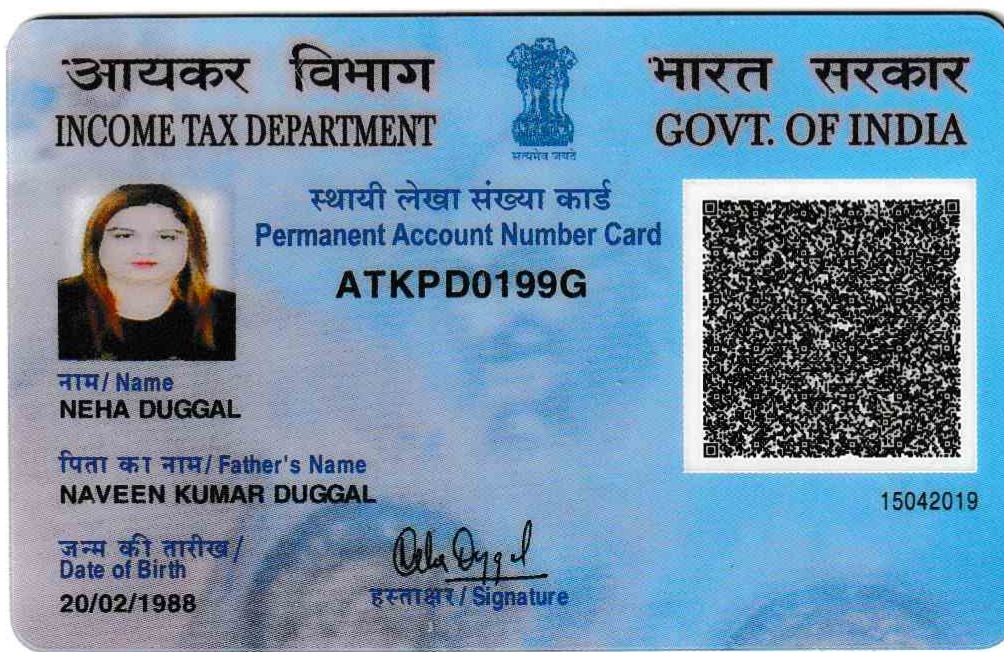 आयकर विभाग
INCOME TAX DEPARTMENT
सत्यमेव जयते
भारत सरकार
GOVT. OF INDIA
स्थायी लेखा संख्या कार्ड
Permanent Account Number Card
ATKPD0199G
नाम / Name
NEHA DUGGAL
पिता का नाम / Father's Name
NAVEEN KUMAR DUGGAL
जन्म की तारीख /
Date of Birth
20/02/1988
Neha Duggal
हस्ताक्षर / Signature
15042019